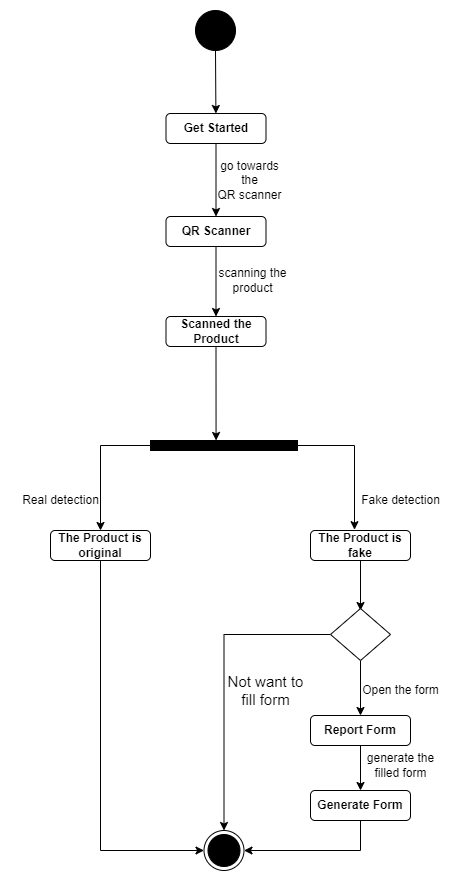 Get Started
go towards
the
QR scanner
QR Scanner
scanning the
product
Scanned the
Product
Real detection
Fake detection
The Product is
original
The Product is
fake
Not want to
fill form
Open the form
Report Form
generate the
filled form
Generate Form